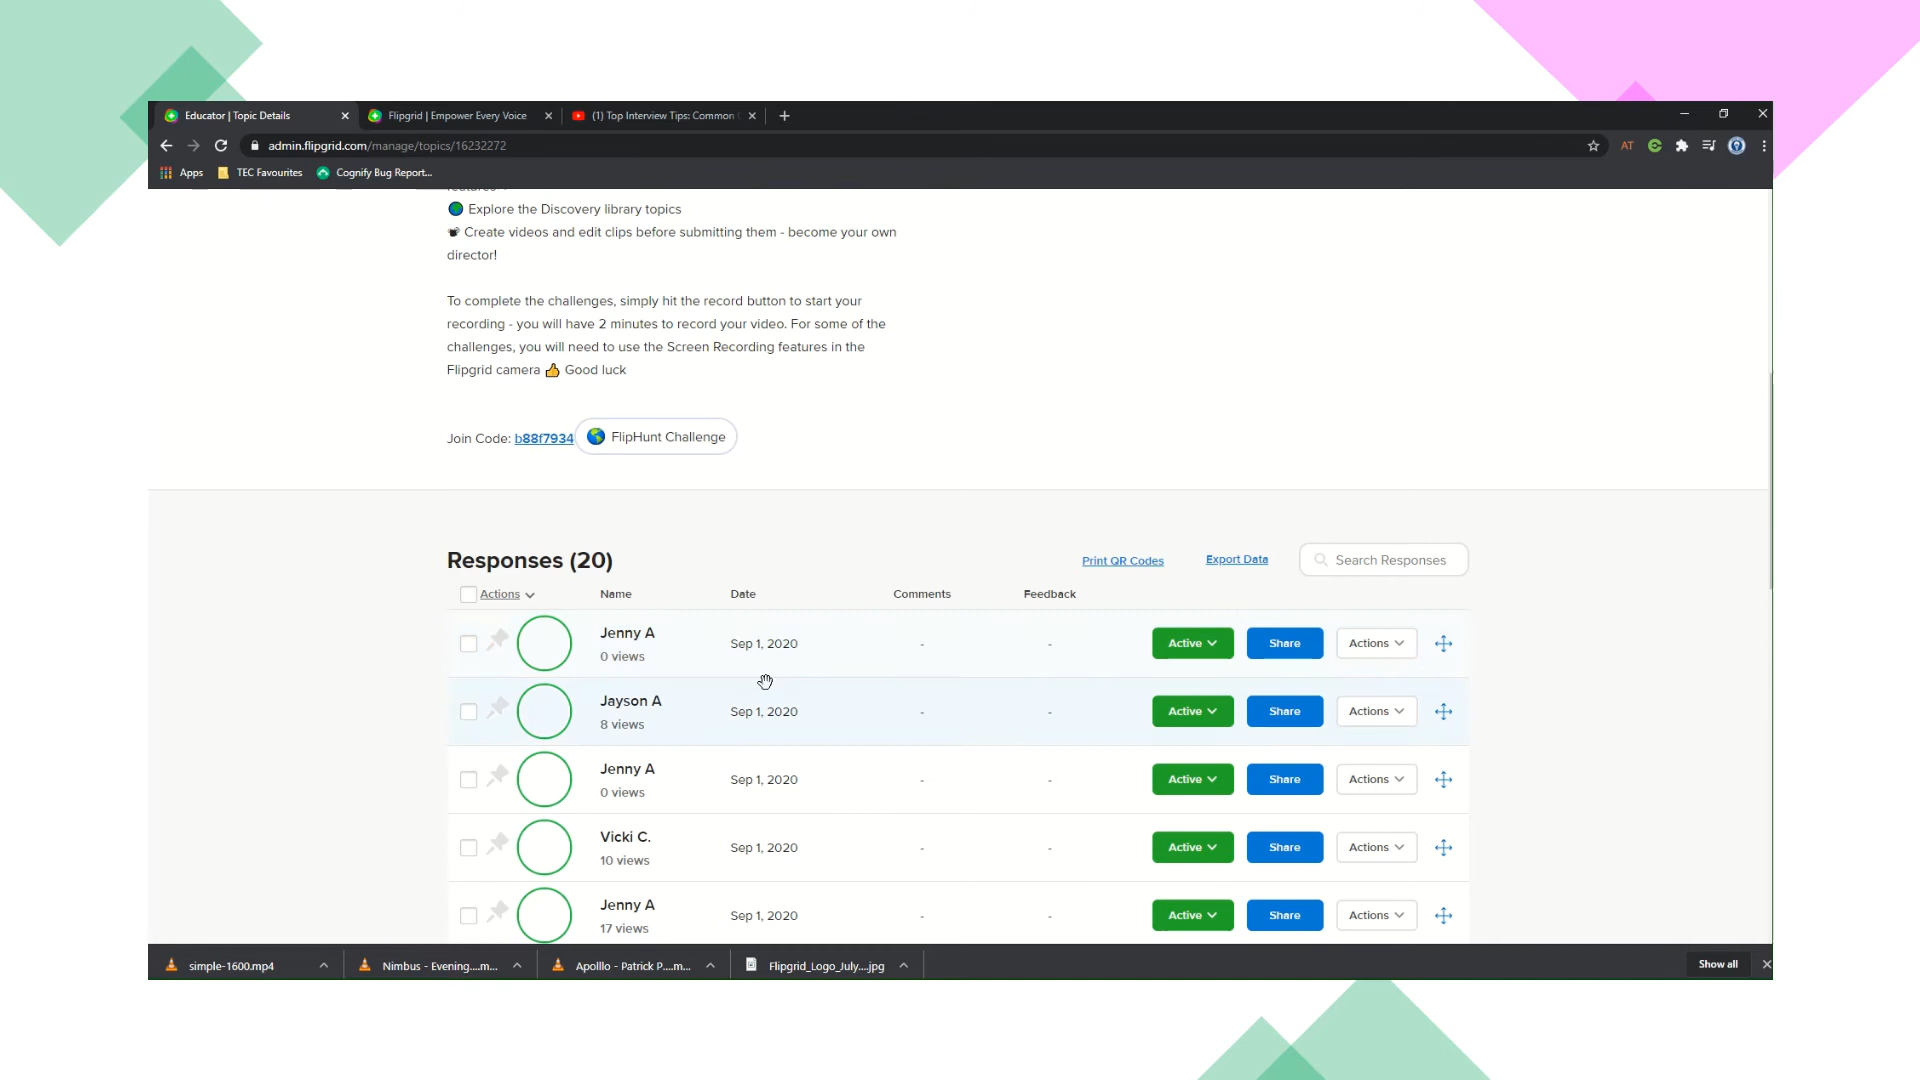 Educator | Topic Details
Flipgrid | Empower Every Voice
(1) Top Interview Tips: Common
admin.flipgrid.com/manage/topics/16232272
AT
Apps
TEC Favourites
Cognify Bug Report...
Explore the Discovery library topics
Create videos and edit clips before submitting them - become your own
director!
To complete the challenges, simply hit the record button to start your
recording - you will have 2 minutes to record your video. For some of the
challenges, you will need to use the Screen Recording features in the
Flipgrid camera 👍 Good luck
Join Code: b88f7934
FlipHunt Challenge
Responses (20)
Print QR Codes
Export Data
Search Responses
Actions Name Date Comments Feedback
Jenny A
0 views
Sep 1, 2020 - - Active Share Actions
Jayson A
8 views
Sep 1, 2020 - - Active Share Actions
Jenny A
0 views
Sep 1, 2020 - - Active Share Actions
Vicki C.
10 views
Sep 1, 2020 - - Active Share Actions
Jenny A
17 views
Sep 1, 2020 - - Active Share Actions
simple-1600.mp4
Nimbus - Evening....m...
Apolllo - Patrick P....m...
Flipgrid_Logo_July....jpg
Show all